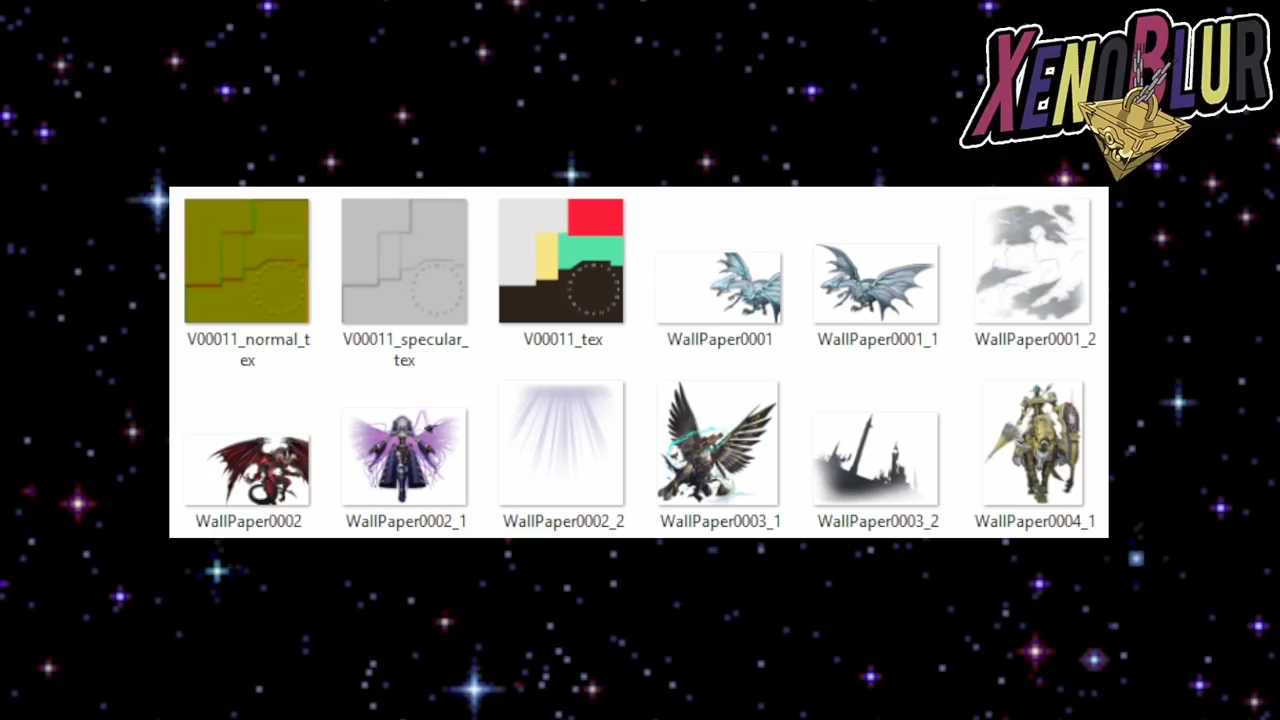 XENOBLUR
V00011_normal_t
ex
V00011_specular_
tex
V00011_tex
WallPaper0001
WallPaper0001_1
WallPaper0001_2
WallPaper0002
WallPaper0002_1
WallPaper0002_2
WallPaper0003_1
WallPaper0003_2
WallPaper0004_1